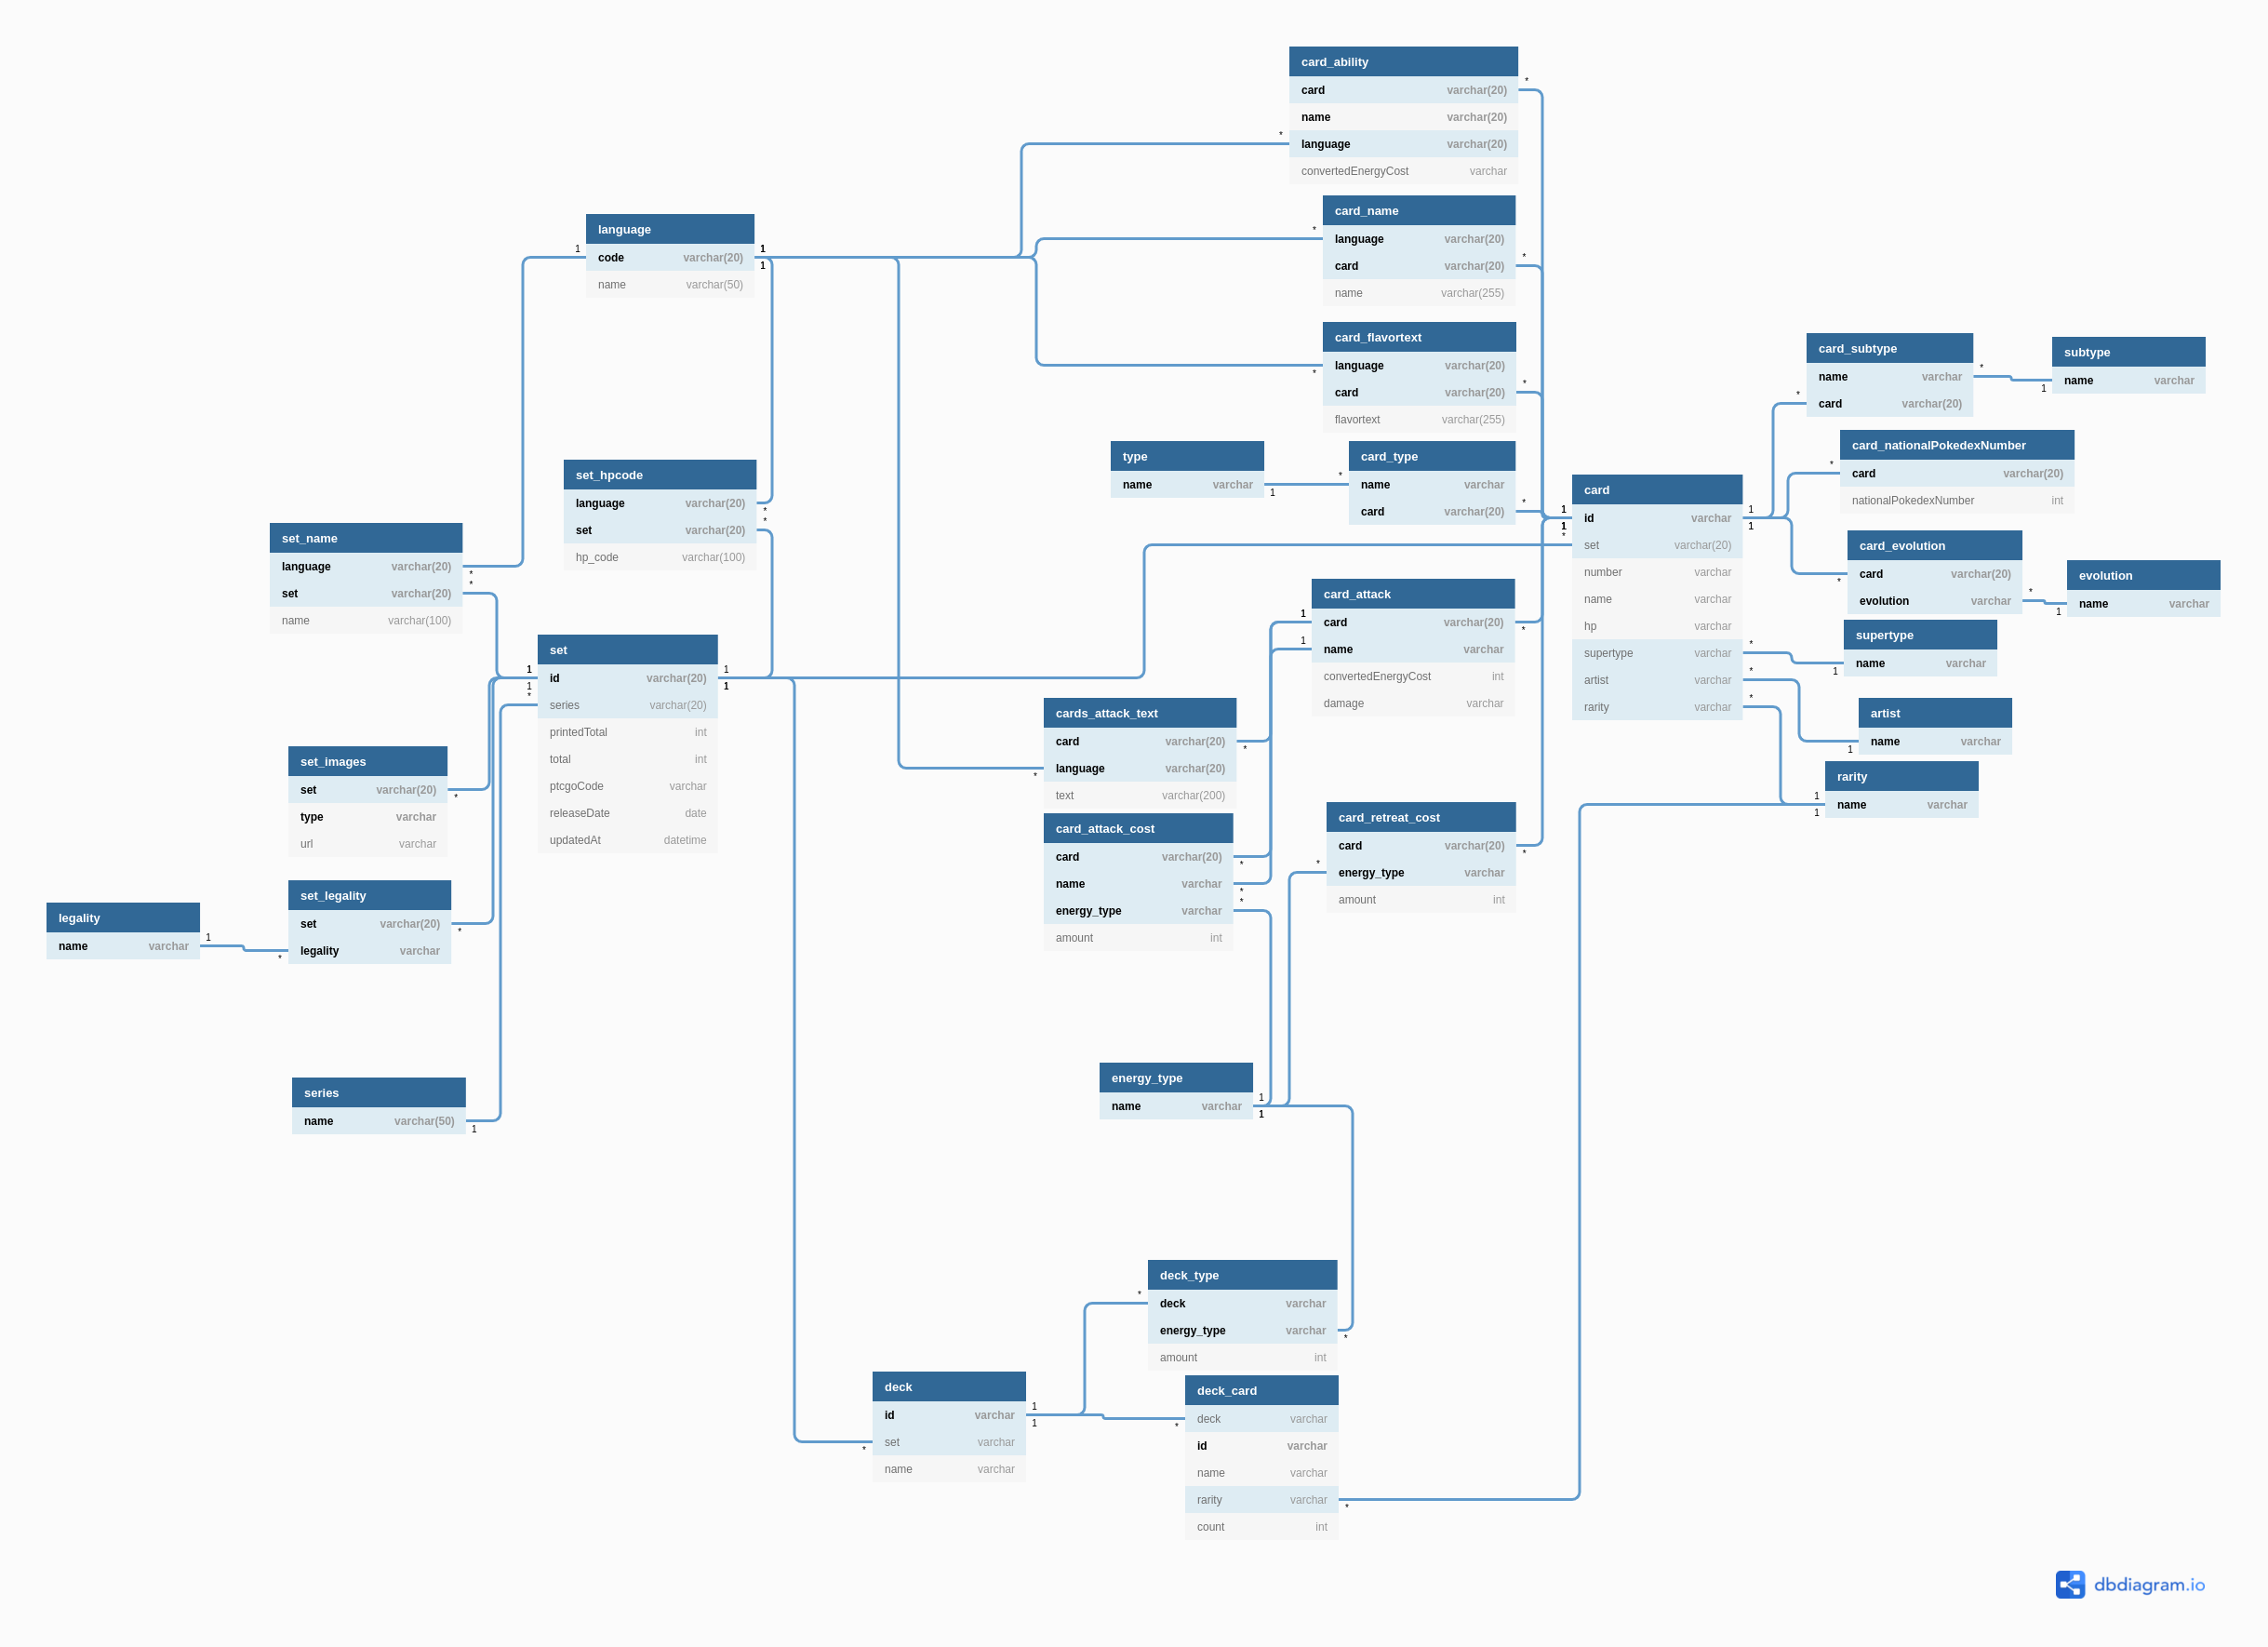 card_ability
card varchar(20)
name varchar(20)
language varchar(20)
convertedEnergyCost varchar
card_name
language varchar(20)
card varchar(20)
name varchar(255)
language
code varchar(20)
name varchar(50)
card_flavortext
language varchar(20)
card varchar(20)
flavortext varchar(255)
card_subtype
name varchar
card varchar(20)
subtype
name varchar
type
name varchar
card_type
name varchar
card varchar(20)
card_nationalPokedexNumber
card varchar(20)
nationalPokedexNumber int
set_hpcode
language varchar(20)
set varchar(20)
hp_code varchar(100)
card
id varchar
set varchar(20)
number varchar
name varchar
hp varchar
supertype varchar
artist varchar
rarity varchar
set_name
language varchar(20)
set varchar(20)
name varchar(100)
card_evolution
card varchar(20)
evolution varchar
evolution
name varchar
card_attack
card varchar(20)
name varchar
convertedEnergyCost int
damage varchar
supertype
name varchar
set
id varchar(20)
series varchar(20)
printedTotal int
total int
ptcgoCode varchar
releaseDate date
updatedAt datetime
cards_attack_text
card varchar(20)
language varchar(20)
text varchar(200)
artist
name varchar
set_images
set varchar(20)
type varchar
url varchar
rarity
name varchar
card_attack_cost
card varchar(20)
name varchar
energy_type varchar
amount int
card_retreat_cost
card varchar(20)
energy_type varchar
amount int
set_legality
set varchar(20)
legality varchar
legality
name varchar
energy_type
name varchar
series
name varchar(50)
deck_type
deck varchar
energy_type varchar
amount int
deck
id varchar
set varchar
name varchar
deck_card
deck varchar
id varchar
name varchar
rarity varchar
count int
dbdiagram.io